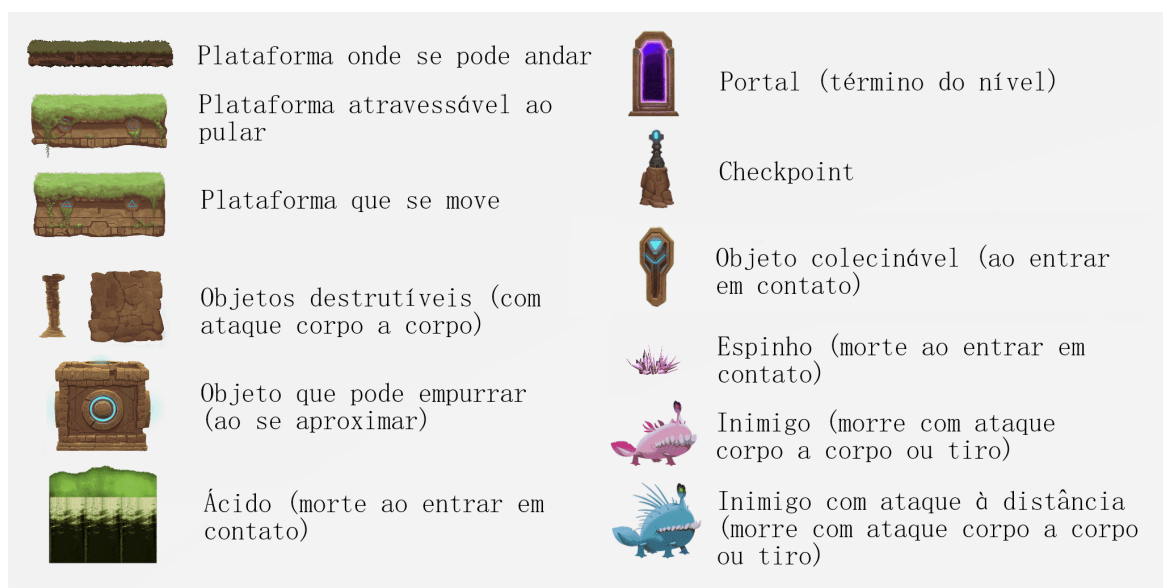 Plataforma onde se pode andar
Plataforma atravessável ao
pular
Plataforma que se move
Objetos destrutíveis (com
ataque corpo a corpo)
Objeto que pode empurrar
(ao se aproximar)
Ácido (morte ao entrar em
contato)
Portal (término do nível)
Checkpoint
Objeto colecinável (ao entrar
em contato)
Espinho (morte ao entrar em
contato)
Inimigo (morre com ataque
corpo a corpo ou tiro)
Inimigo com ataque à distância
(morre com ataque corpo a corpo
ou tiro)